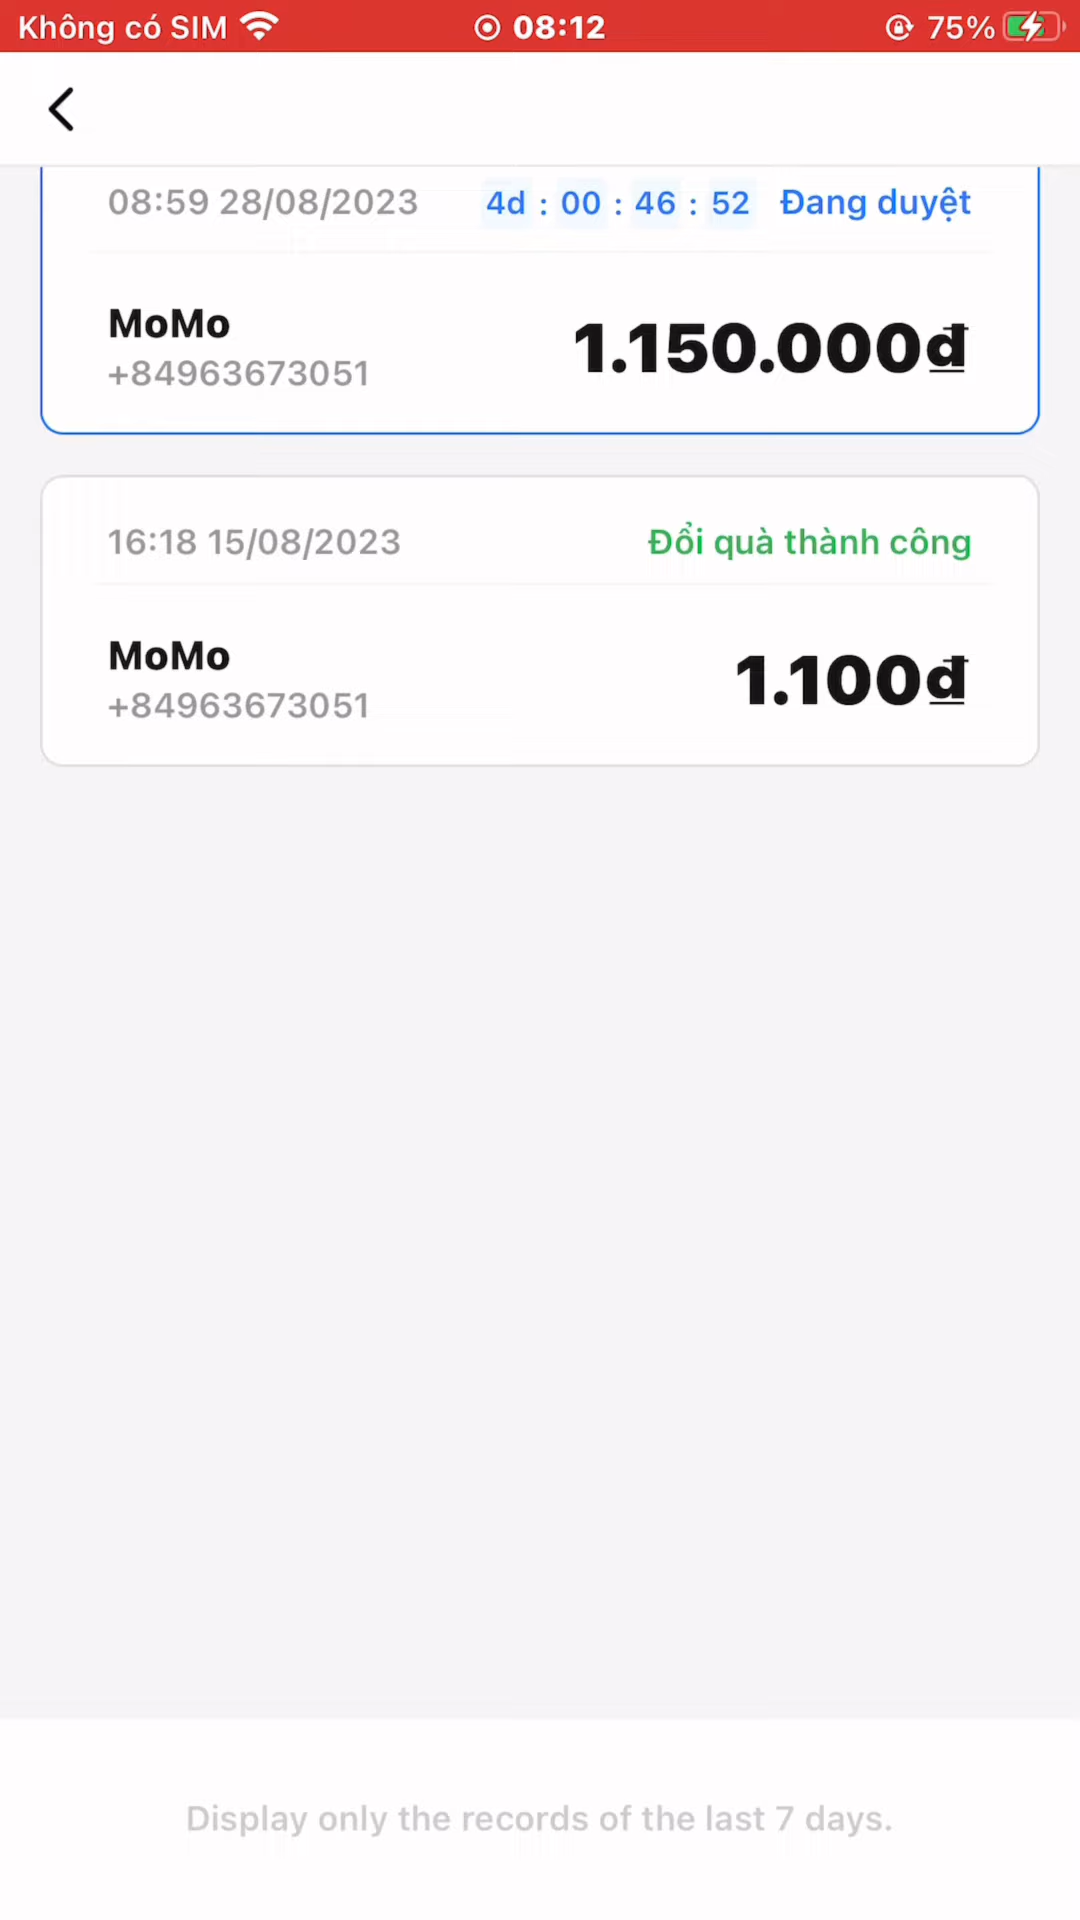 Không có SIM 08:12 75%
08:59 28/08/2023 4d : 00 : 46 : 52 Đang duyệt
MoMo
+84963673051
1.150.000₫
16:18 15/08/2023 Đổi quà thành công
MoMo
+84963673051
1.100₫
Display only the records of the last 7 days.